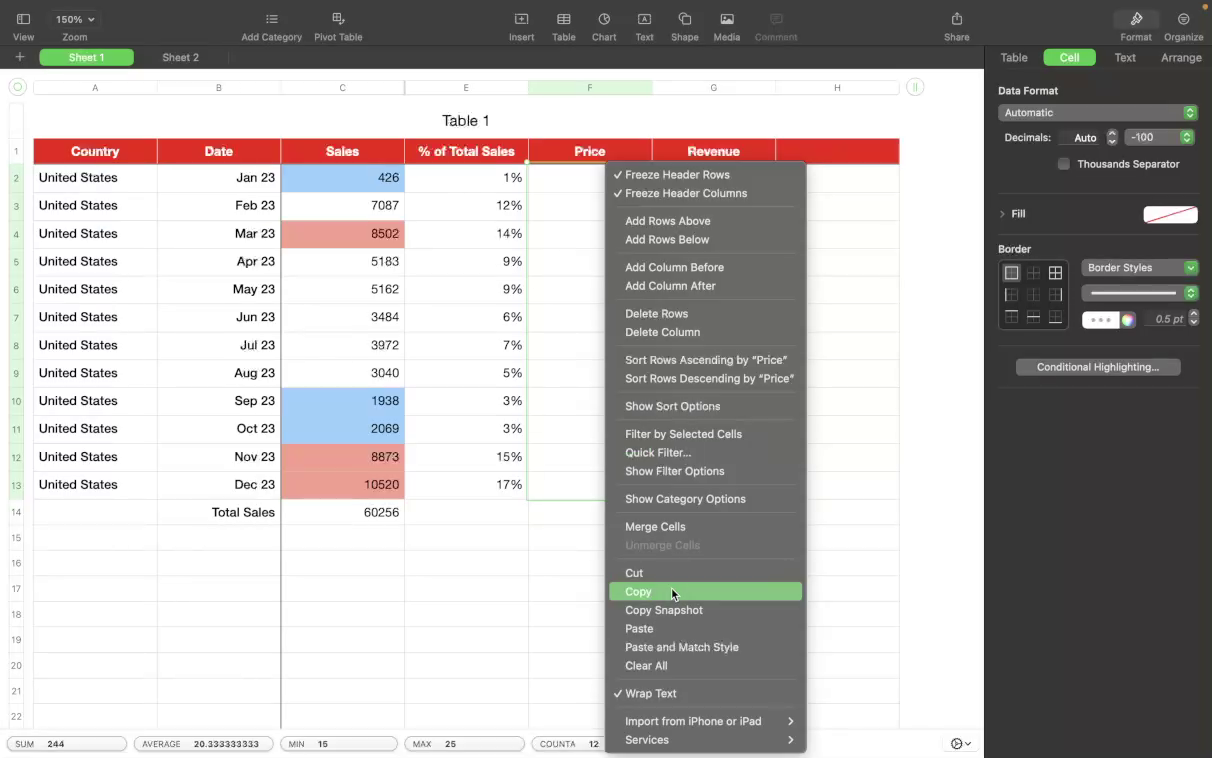 View
150%
Zoom
Add Category
Pivot Table
Insert
Table
Chart
Text
Shape
Media
Comment
Share
Format
Organize
+
Sheet 1
Sheet 2
Table
Cell
Text
Arrange
A
B
C
E
F
G
H
Table 1
1
Country
Date
Sales
% of Total Sales
Price
Revenue
2
United States
Jan 23
426
1%
3
United States
Feb 23
7087
12%
4
United States
Mar 23
8502
14%
5
United States
Apr 23
5183
9%
6
United States
May 23
5162
9%
7
United States
Jun 23
3484
6%
8
United States
Jul 23
3972
7%
9
United States
Aug 23
3040
5%
10
United States
Sep 23
1938
3%
11
United States
Oct 23
2069
3%
12
United States
Nov 23
8873
15%
13
United States
Dec 23
10520
17%
14
Total Sales
60256
15
16
17
18
19
20
21
22
✓ Freeze Header Rows
✓ Freeze Header Columns
Add Rows Above
Add Rows Below
Add Column Before
Add Column After
Delete Rows
Delete Column
Sort Rows Ascending by “Price”
Sort Rows Descending by “Price”
Show Sort Options
Filter by Selected Cells
Quick Filter...
Show Filter Options
Show Category Options
Merge Cells
Unmerge Cells
Cut
Copy
Copy Snapshot
Paste
Paste and Match Style
Clear All
✓ Wrap Text
Import from iPhone or iPad
Services
Data Format
Automatic
Decimals:
Auto
-100
Thousands Separator
Fill
Border
Border Styles
0.5 pt
Conditional Highlighting...
SUM 244
AVERAGE 20.333333333
MIN 15
MAX 25
COUNTA 12